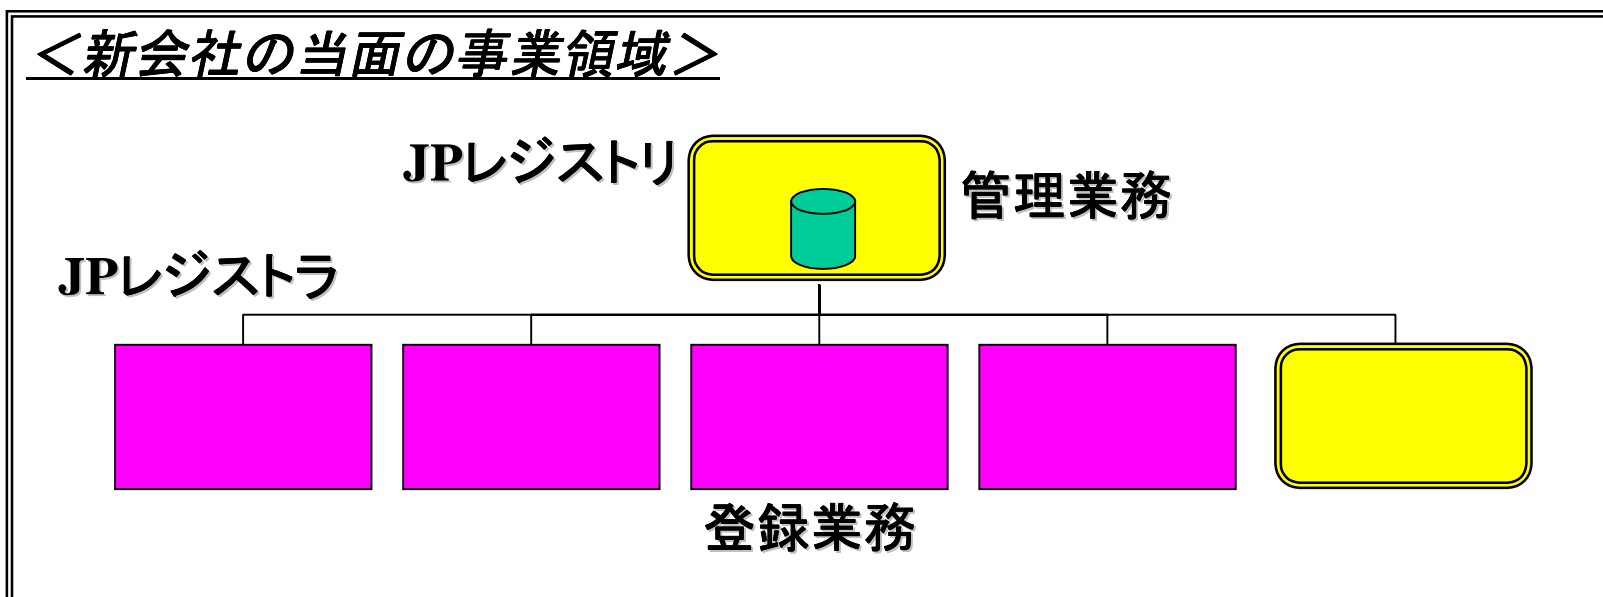 ＜新会社の当面の事業領域＞
JPレジストリ
管理業務
JPレジストラ
登録業務